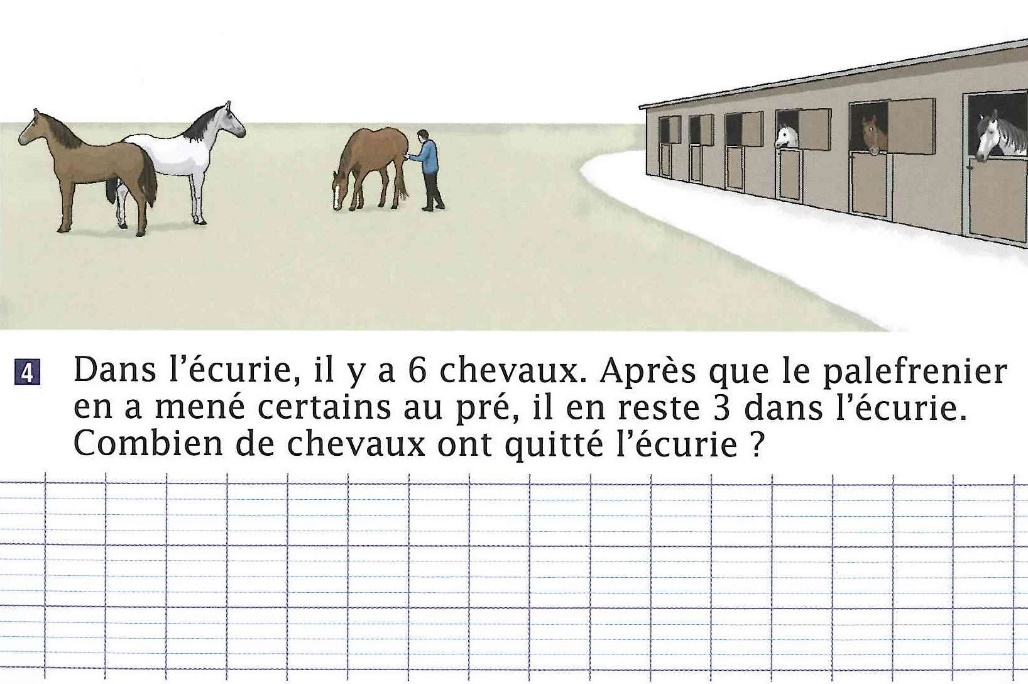 4 Dans l'écurie, il y a 6 chevaux. Après que le palefrenier
en a mené certains au pré, il en reste 3 dans l'écurie.
Combien de chevaux ont quitté l'écurie ?